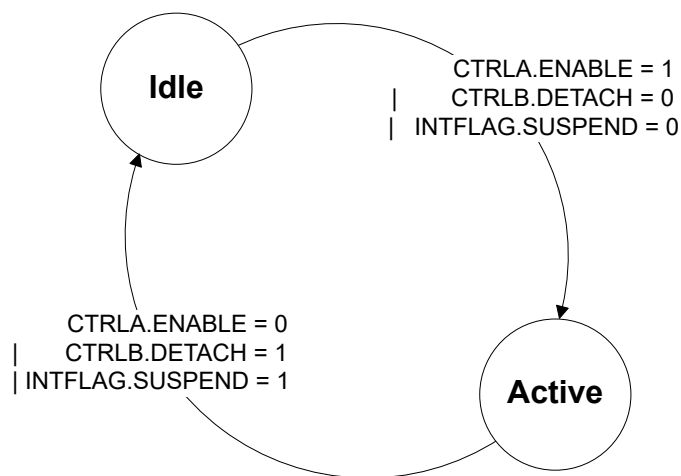 Idle
CTRLA.ENABLE = 1
| CTRLB.DETACH = 0
| INTFLAG.SUSPEND = 0
CTRLA.ENABLE = 0
| CTRLB.DETACH = 1
| INTFLAG.SUSPEND = 1
Active